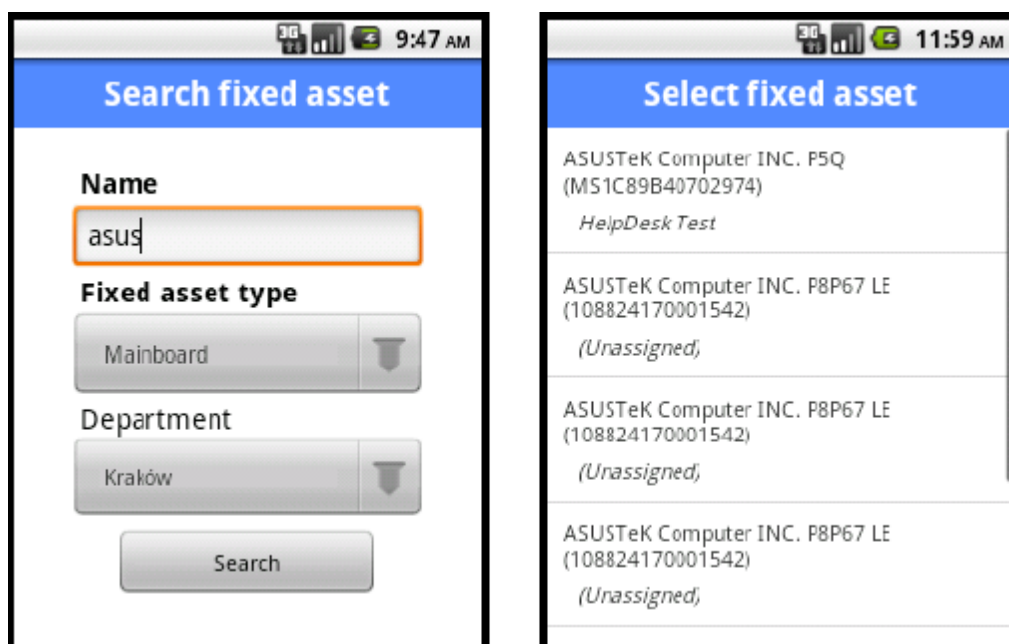 3G
9:47 AM
Search fixed asset
Name
asus
Fixed asset type
Mainboard
Department
Kraków
Search
3G
11:59 AM
Select fixed asset
ASUSTeK Computer INC. P5Q
(MS1C89B40702974)
HelpDesk Test
ASUSTeK Computer INC. P8P67 LE
(108824170001542)
(Unassigned)
ASUSTeK Computer INC. P8P67 LE
(108824170001542)
(Unassigned)
ASUSTeK Computer INC. P8P67 LE
(108824170001542)
(Unassigned)